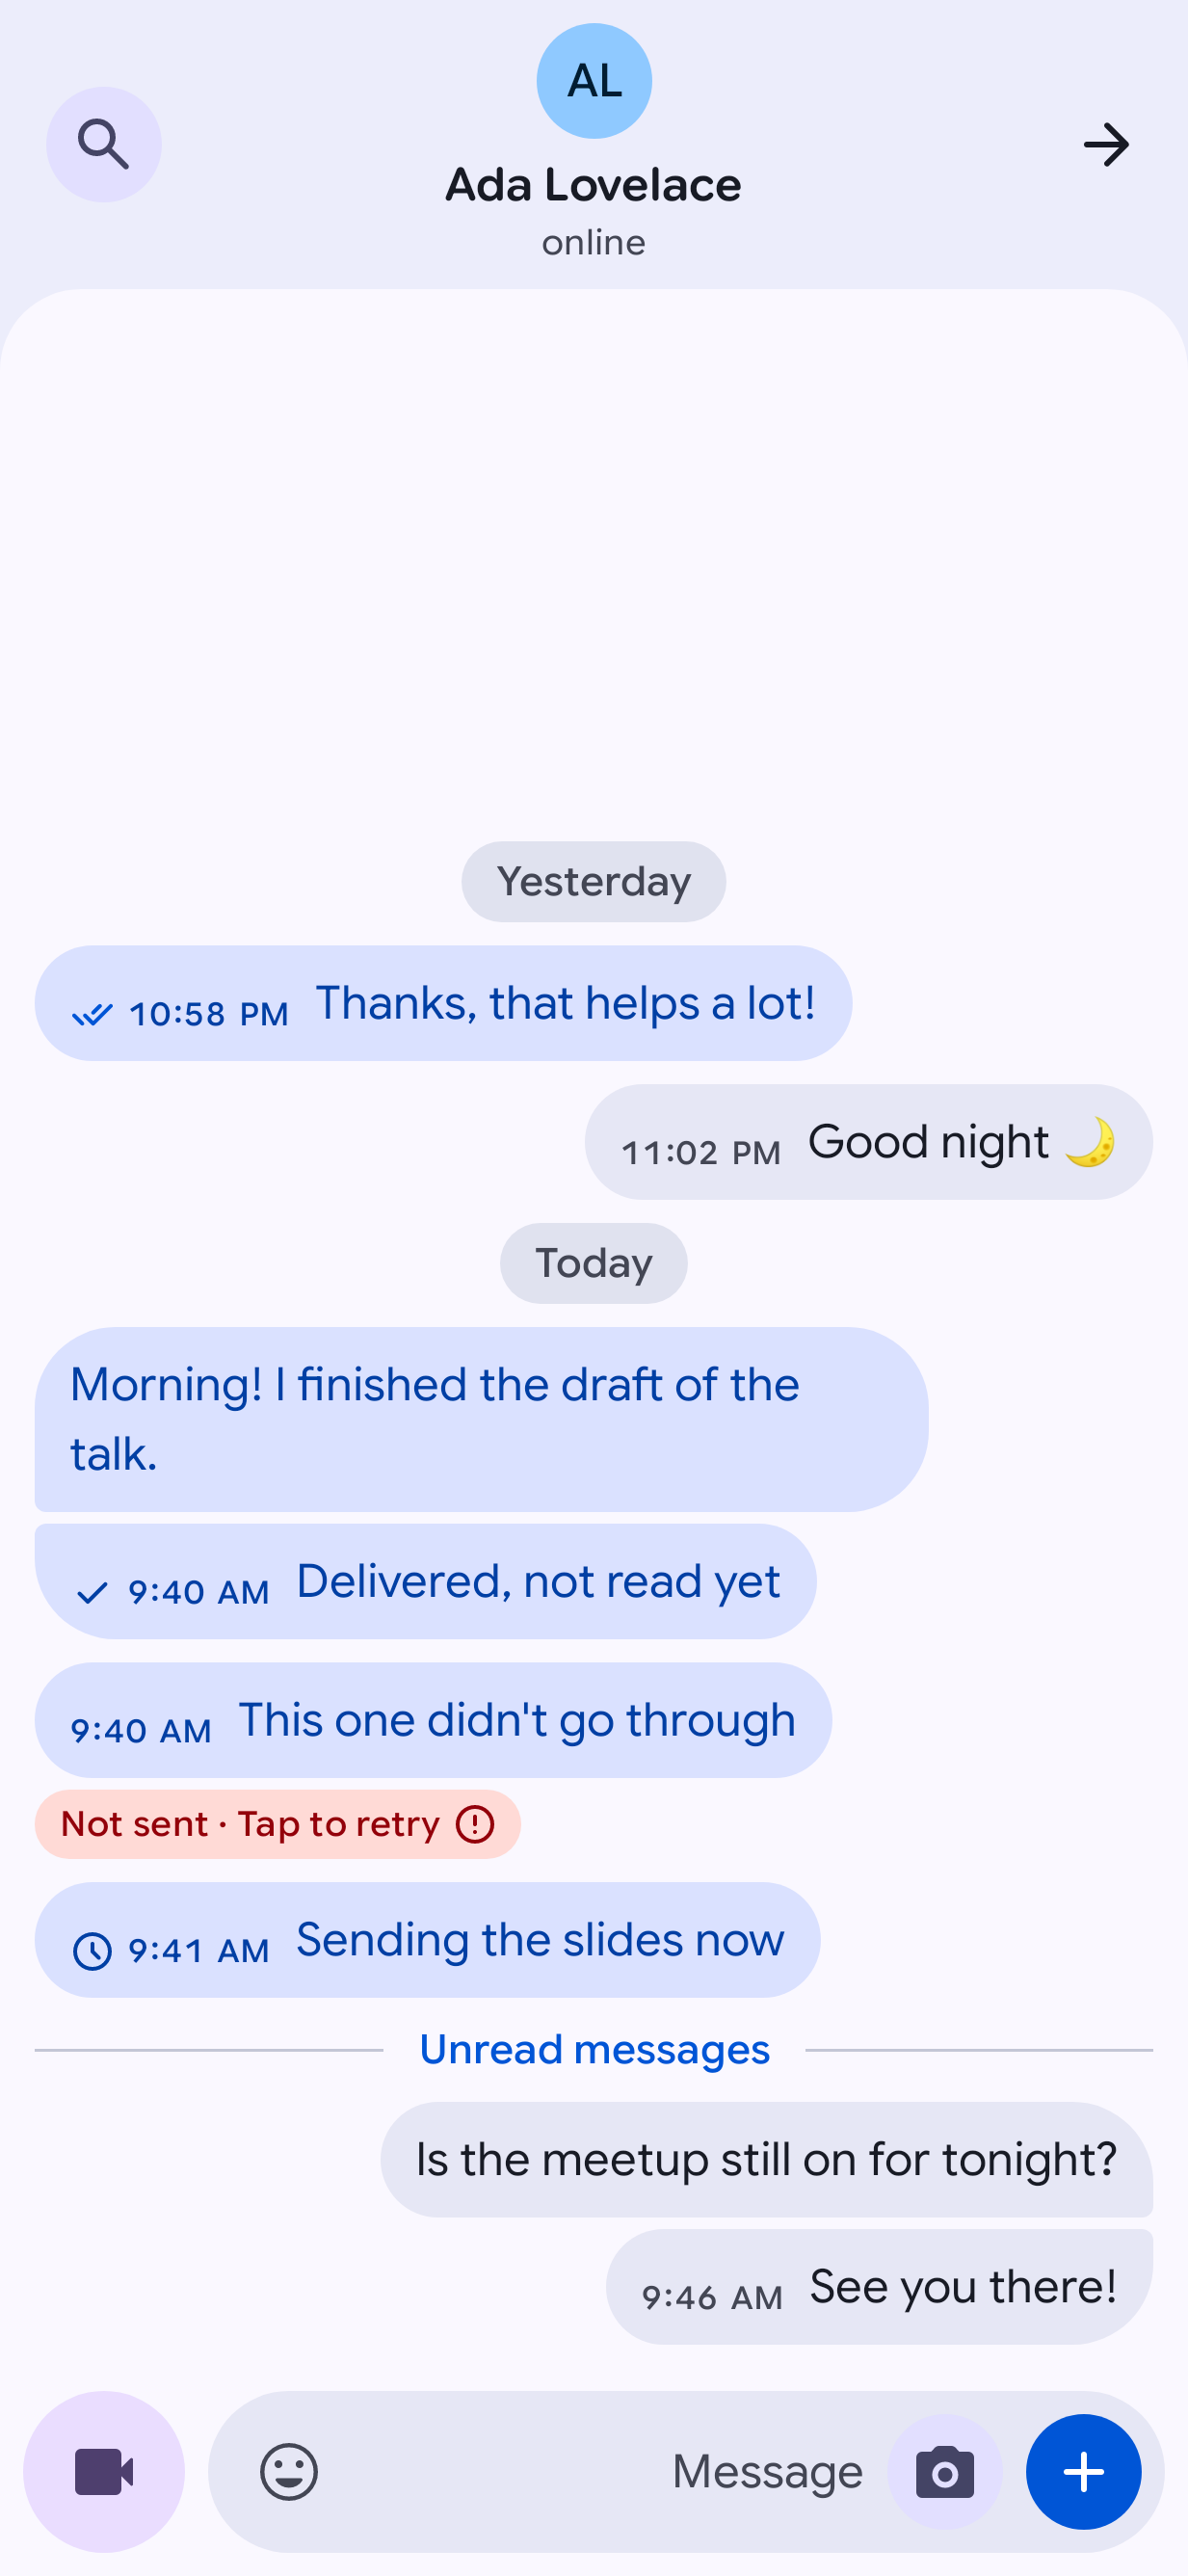 AL
Ada Lovelace
online
Yesterday
10:58 PM Thanks, that helps a lot!
11:02 PM Good night 🌙
Today
Morning! I finished the draft of the
talk.
9:40 AM Delivered, not read yet
9:40 AM This one didn't go through
Not sent · Tap to retry
9:41 AM Sending the slides now
Unread messages
Is the meetup still on for tonight?
9:46 AM See you there!
Message